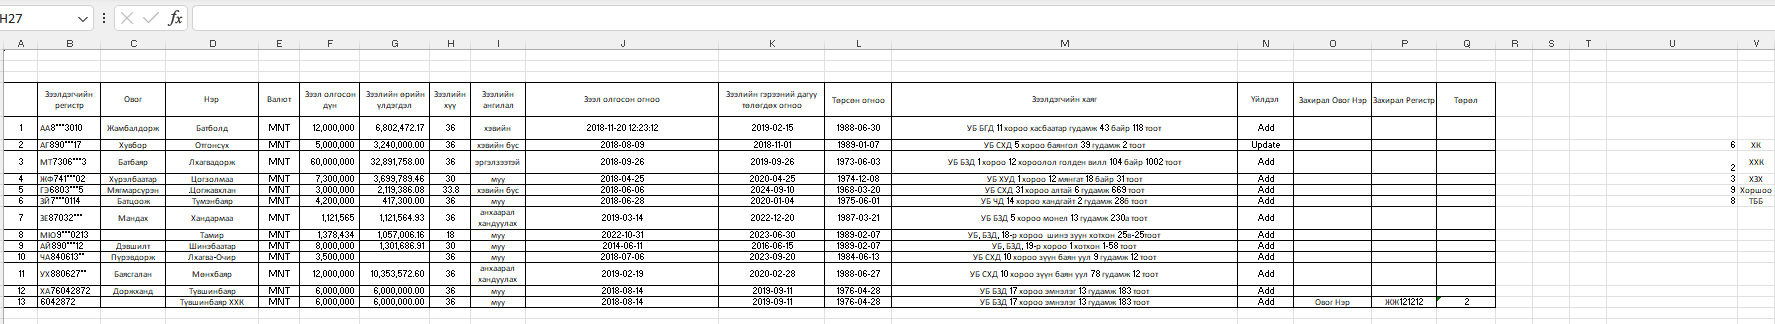 H27 fx
A B C D E F G H I J K L M N O P Q R S T U V
Зээлдэгчийн регистр Овог Нэр Валют Зээл олгосон дүн Зээлийн өрийн үлдэгдэл Зээлийн хүү Зээлийн ангилал Зээл олгосон огноо Зээлийн гэрээний дагуу төлөгдөх огноо Төрсөн огноо Зээлдэгчийн хаяг Үйлдэл Захирал Овог Нэр Захирал Регистр Төрөл
1 АА8***3010 Жамбалдорж Батболд MNT 12,000,000 6,802,472.17 36 хэвийн 2018-11-20 12:23:12 2019-02-15 1988-06-30 УБ БГД 11 хороо хасбаатар гудамж 43 байр 118 тоот Add
2 АГ890***17 Хувбор Отгонсүх MNT 5,000,000 3,240,000.00 36 хэвийн бус 2018-08-09 2018-11-01 1989-01-07 УБ СХД 5 хороо баянгол 39 гудамж 2 тоот Update 6 ХК
3 МТ7306***3 Батбаяр Лхагвадорж MNT 60,000,000 32,891,758.00 36 эргэлзээтэй 2018-09-26 2019-09-26 1973-06-03 УБ БЗД 1 хороо 12 хороолол голден вилл 104 байр 1002 тоот Add 2 ХХК
4 ЖФ741***02 Хүрэлбаатар Цогзолмаа MNT 7,300,000 3,699,789.46 30 муу 2018-04-25 2020-04-25 1974-12-08 УБ ХУД 1 хороо 12 мянгат 18 байр 31 тоот Add 3 ХЗХ
5 ГЭ6803***5 Мягмарсүрэн Догжавхлан MNT 3,000,000 2,119,386.08 33.8 хэвийн бус 2018-06-06 2024-09-10 1968-03-20 УБ СХД 31 хороо алтай 6 гудамж 669 тоот Add 9 Хоршоо
6 ЗЙ7***0114 Батцоож Түмэнбаяр MNT 4,200,000 417,300.00 36 муу 2018-06-28 2020-01-04 1975-06-01 УБ ЧД 14 хороо хандгайт 2 гудамж 286 тоот Add 8 ТББ
7 ЗЕ87032*** Мандах Хандармаа MNT 1,121,565 1,121,564.93 36 анхаарал хандуулах 2019-03-14 2022-12-20 1987-03-21 УБ БЗД 5 хороо монел 13 гудамж 230а тоот Add
8 МЮ9***0213 Тамир MNT 1,378,434 1,057,006.16 18 муу 2022-10-31 2023-06-30 1989-02-07 УБ, БЗД, 18-р хороо шинэ зуун хотхон 25в-25тоот Add
9 АЙ890***12 Дэвшилт Шинэбаатар MNT 8,000,000 1,301,686.91 30 муу 2014-06-11 2016-06-15 1989-02-07 УБ, БЗД, 19-р хороо 1 хотхон 1-58 тоот Add
10 ЧА840613** Пүрэвдорж Лхагва-Очир MNT 3,500,000 36 муу 2018-07-06 2023-09-20 1984-06-13 УБ СХД 10 хороо зүүн баян уул 9 гудамж 12 тоот Add
11 УХ880627** Баясгалан Мөнхбаяр MNT 12,000,000 10,353,572.60 36 анхаарал хандуулах 2019-02-19 2020-02-28 1988-06-27 УБ СХД 10 хороо зүүн баян уул 78 гудамж 12 тоот Add
12 ХА76042872 Доржханд Түвшинбаяр MNT 6,000,000 6,000,000.00 36 муу 2018-08-14 2019-09-11 1976-04-28 УБ БЗД 17 хороо эмнэлэг 13 гудамж 183 тоот Add
13 6042872 Түвшинбаяр ХХК MNT 6,000,000 6,000,000.00 36 муу 2018-08-14 2019-09-11 1976-04-28 УБ БЗД 17 хороо эмнэлэг 13 гудамж 183 тоот Add Овог Нэр ЖЖ121212 2